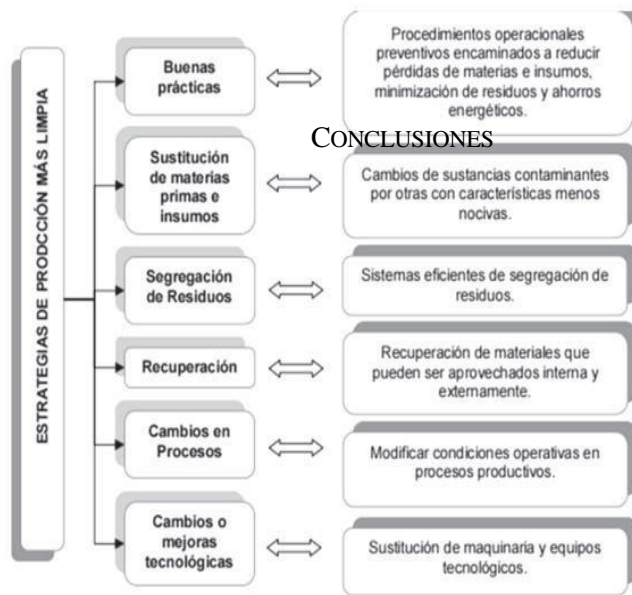 ESTRATEGIAS DE PRODCCIÓN MÁS LIMPIA
Buenas
prácticas
Procedimientos operacionales
preventivos encaminados a reducir
pérdidas de materias e insumos,
minimización de residuos y ahorros
energéticos.
CONCLUSIONES
Sustitución
de materias
primas e
insumos
Cambios de sustancias contaminantes
por otras con características menos
nocivas.
Segregación
de Residuos
Sistemas eficientes de segregación de
residuos.
Recuperación
Recuperación de materiales que
pueden ser aprovechados interna y
externamente.
Cambios en
Procesos
Modificar condiciones operativas en
procesos productivos.
Cambios o
mejoras
tecnológicas
Sustitución de maquinaria y equipos
tecnológicos.